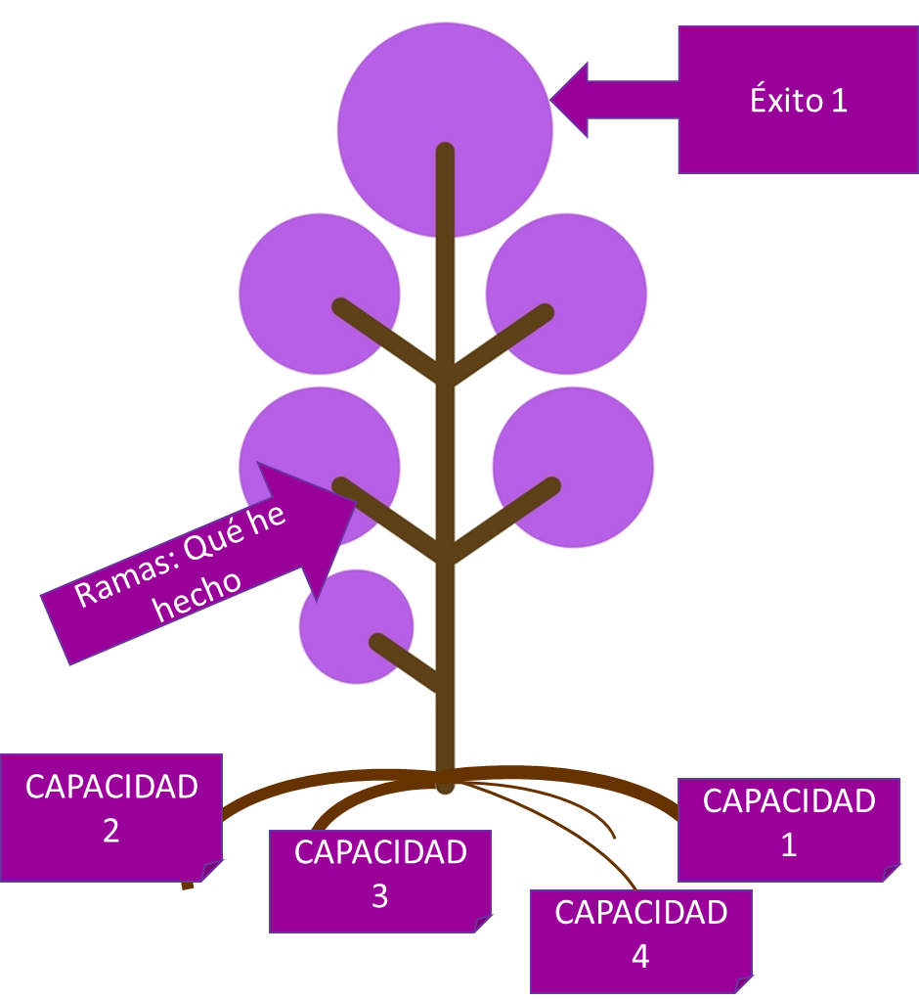 Éxito 1
Ramas: Qué he
hecho
CAPACIDAD
2
CAPACIDAD
3
CAPACIDAD
4
CAPACIDAD
1